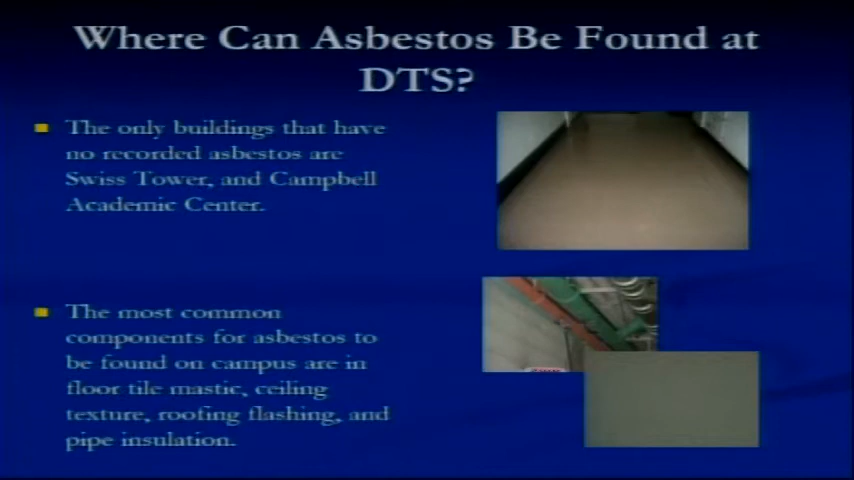 Where Can Asbestos Be Found at
DTS?
The only buildings that have
no recorded asbestos are
Swiss Tower, and Campbell
Academic Center.
The most common
components for asbestos to
be found on campus are in
floor tile mastic, ceiling
texture, roofing flashing, and
pipe insulation.